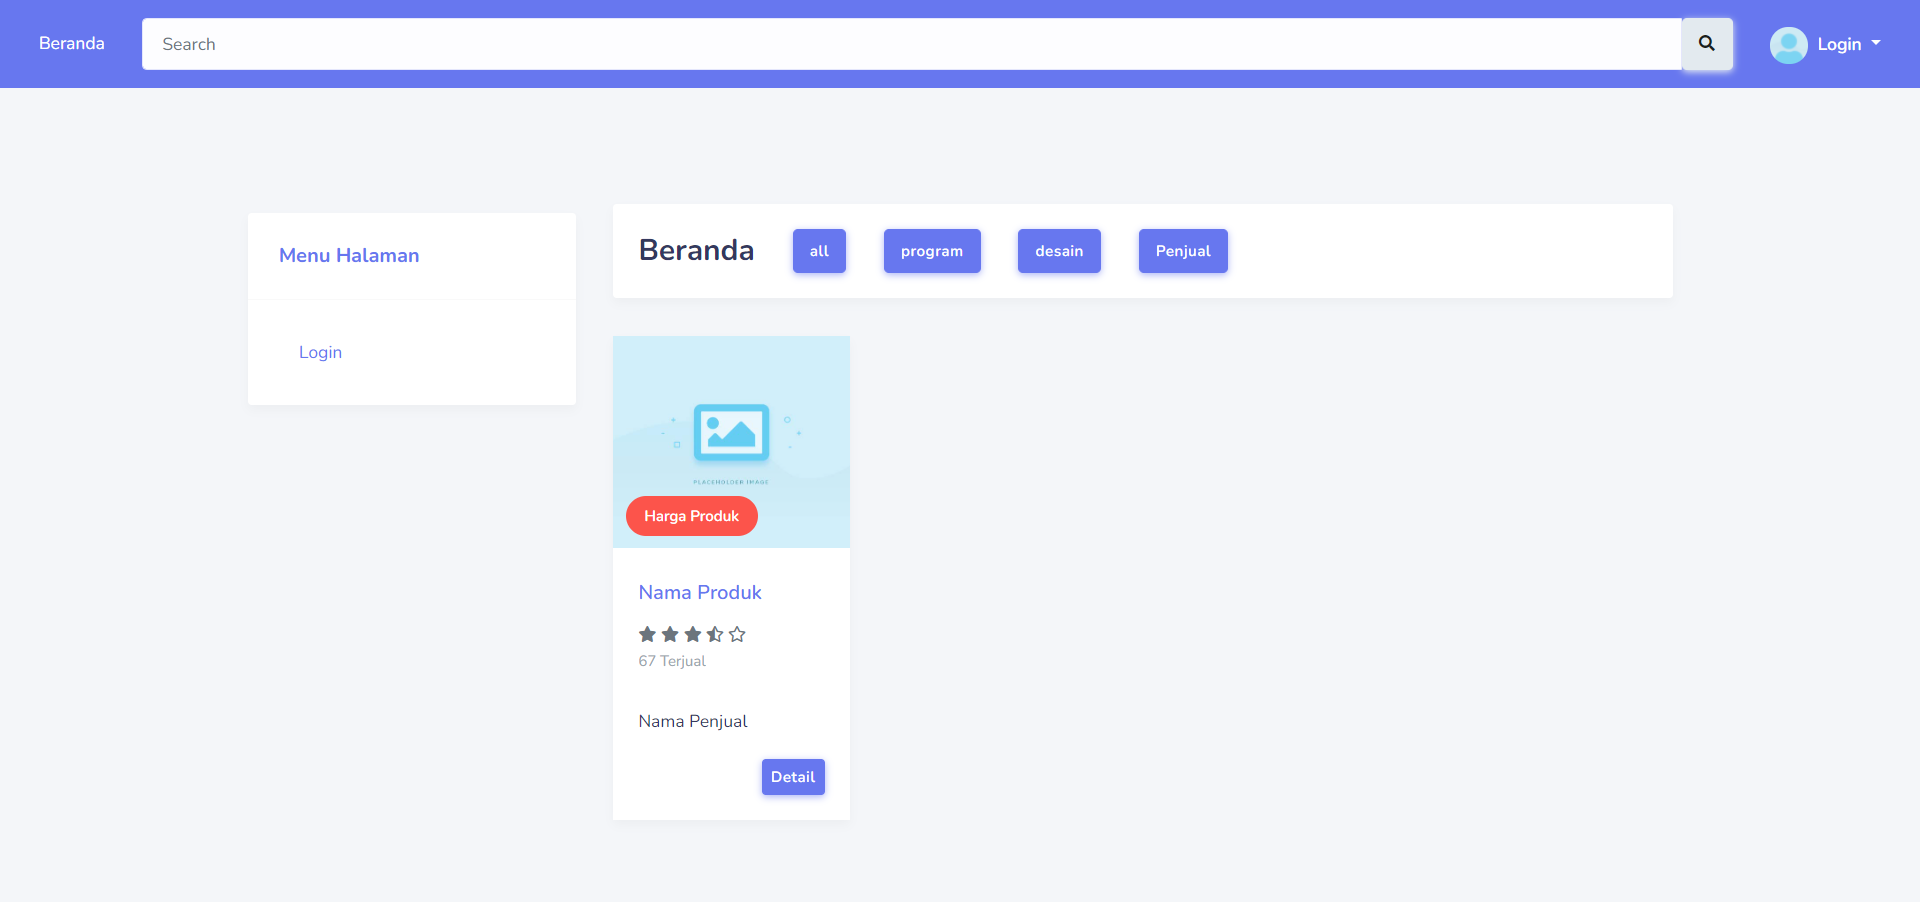 Beranda
Search
Login
Menu Halaman
Login
Beranda
all
program
desain
Penjual
PLACEHOLDER IMAGE
Harga Produk
Nama Produk
67 Terjual
Nama Penjual
Detail